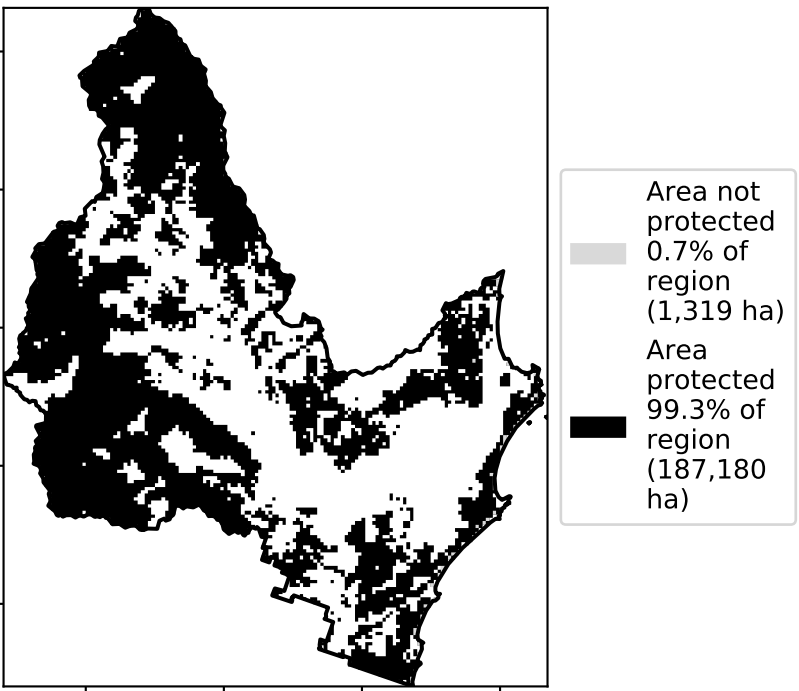 Area not
protected
0.7% of
region
(1,319 ha)
Area
protected
99.3% of
region
(187,180
ha)